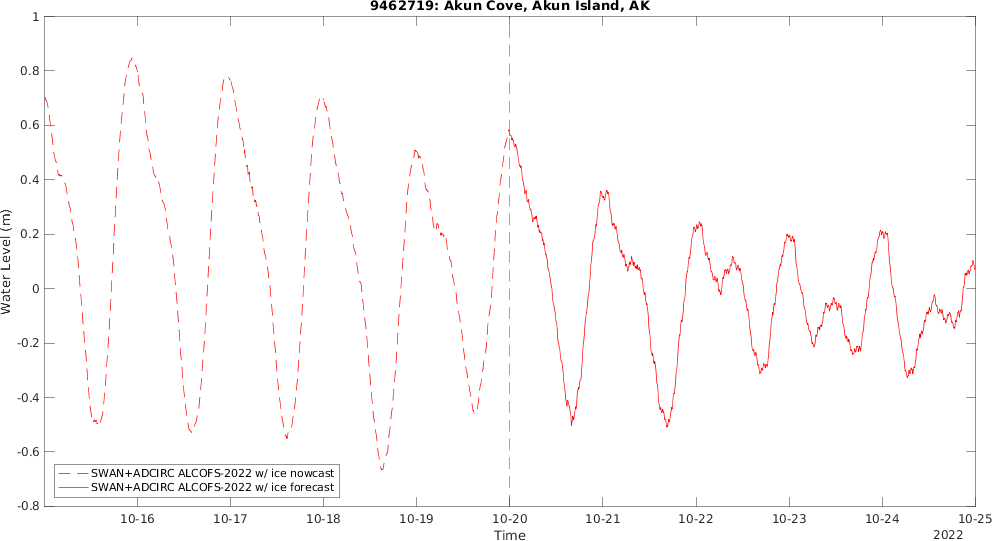 9462719: Akun Cove, Akun Island, AK
1
0.8
0.6
0.4
0.2
0
-0.2
-0.4
-0.6
-0.8
Water Level (m)
SWAN+ADCIRC ALCOFS-2022 w/ ice nowcast
SWAN+ADCIRC ALCOFS-2022 w/ ice forecast
10-16 10-17 10-18 10-19 10-20 10-21 10-22 10-23 10-24 10-25
Time
2022